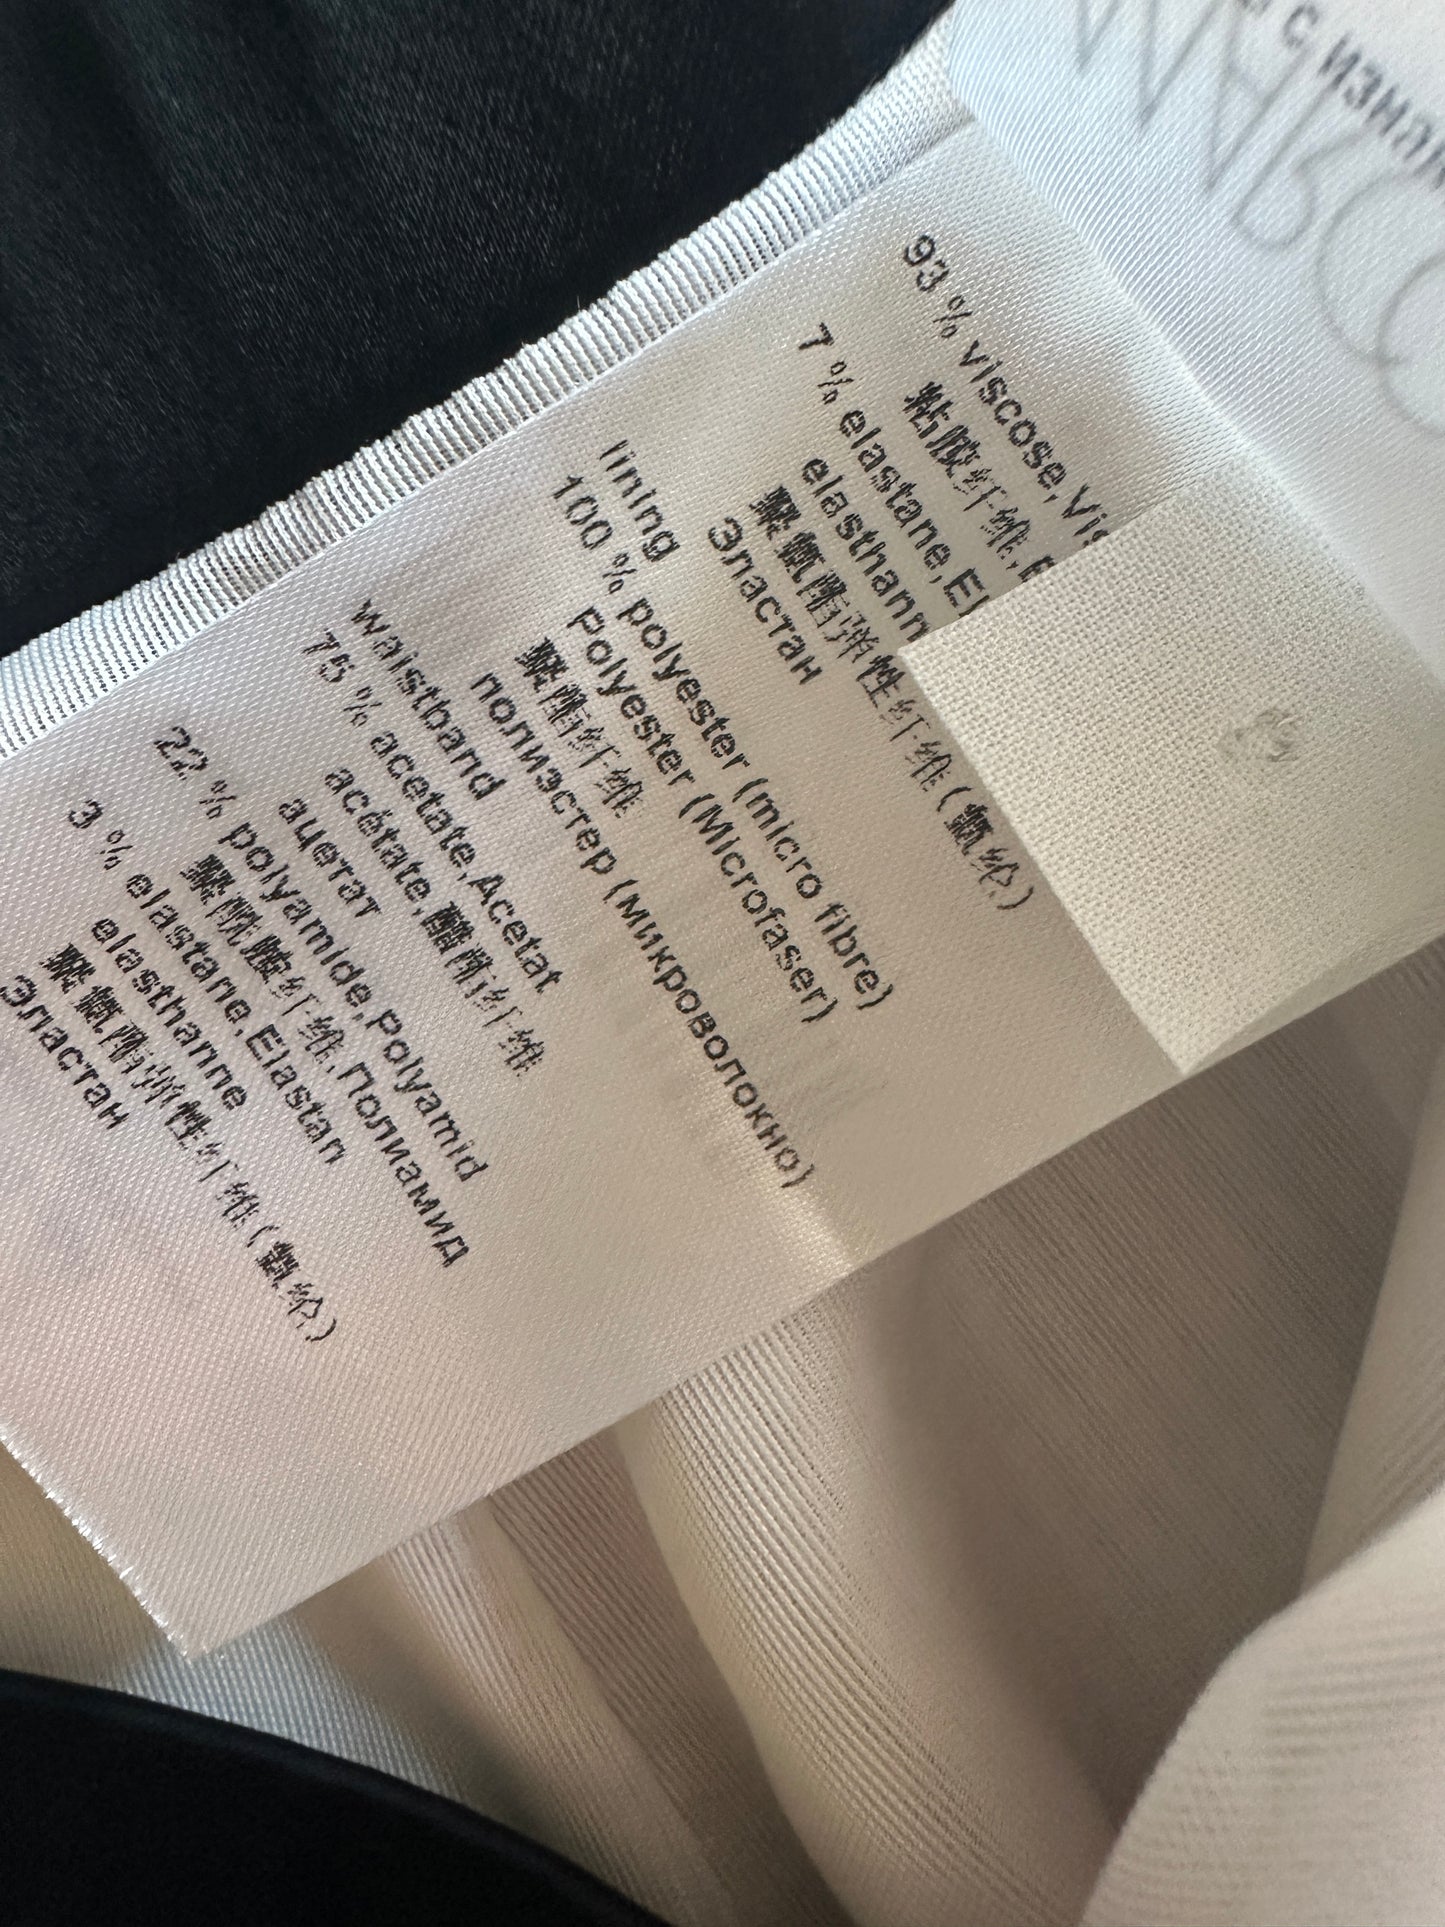 с
MARC
93 % viscose,
粘胶纤维,
7 % elastane,
elasthann
聚氨酯弹性纤维(氨纶)
Эластан
lining
100 % polyester (micro fibre)
Polyester (Microfaser)
聚酯纤维
полиэстер (микроволокно)
waistband
75 % acetate,Acetat
acétate,醋酯纤维
ацетат
22 % polyamide,Polyamid
聚酰胺纤维,полиамид
3 % elastane,Elastan
elasthanne
聚氨酯弹性纤维(氨纶)
Эластан